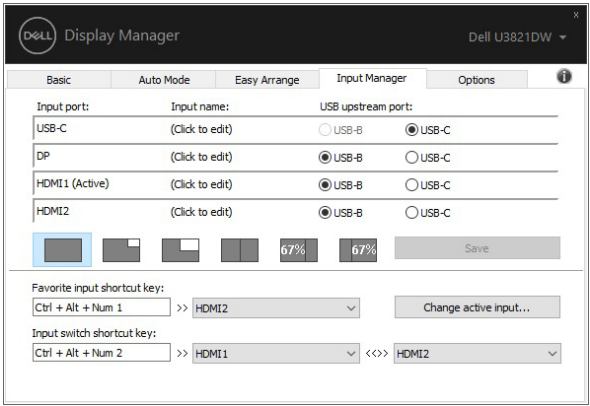 x
DELL Display Manager Dell U3821DW
Basic Auto Mode Easy Arrange Input Manager Options i
Input port: Input name: USB upstream port:
USB-C (Click to edit) USB-B USB-C
DP (Click to edit) USB-B USB-C
HDMI1 (Active) (Click to edit) USB-B USB-C
HDMI2 (Click to edit) USB-B USB-C
67% 67% Save
Favorite input shortcut key:
Ctrl + Alt + Num 1 >> HDMI2 Change active input...
Input switch shortcut key:
Ctrl + Alt + Num 2 >> HDMI1 <<>> HDMI2